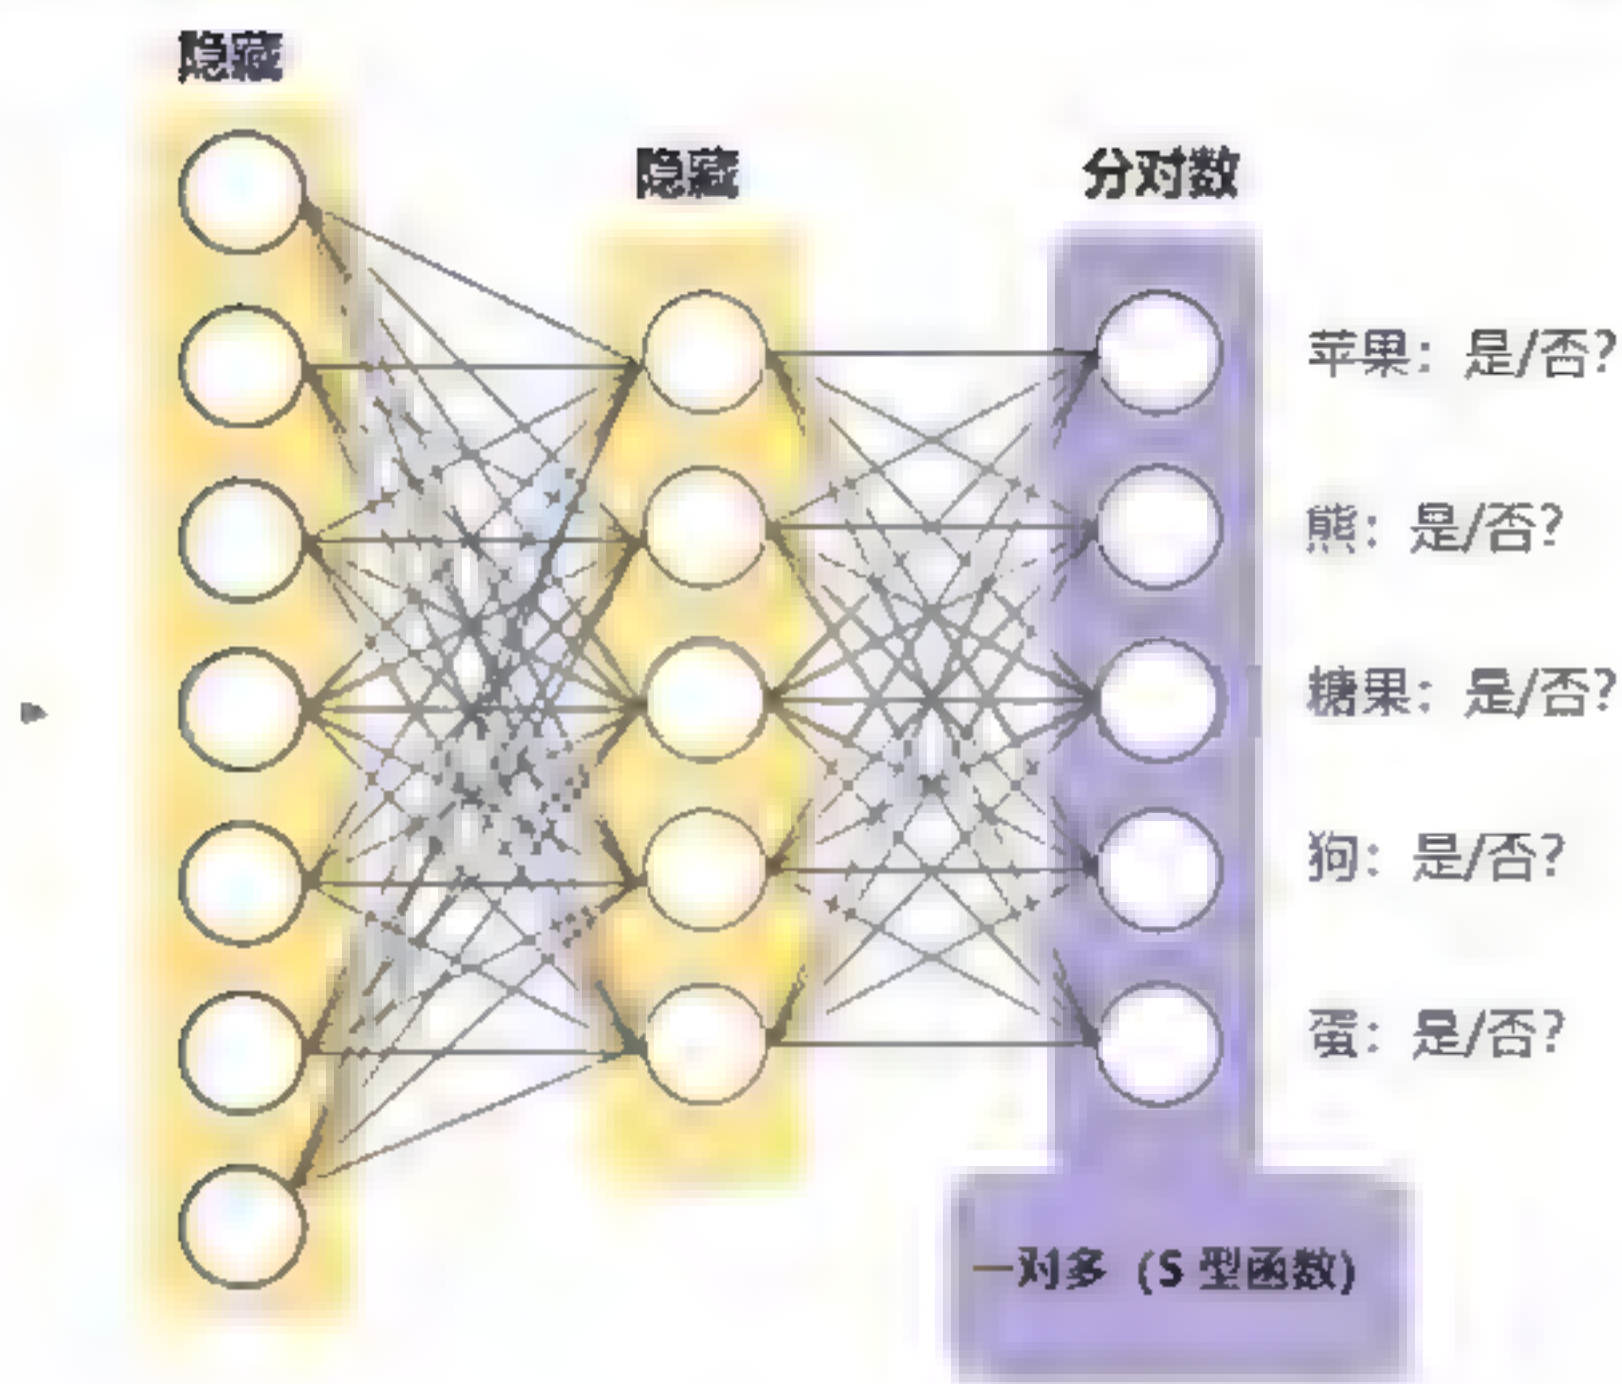 隐藏
隐藏
分对数
苹果：是/否？
熊：是/否？
糖果：是/否？
狗：是/否？
蛋：是/否？
一对多（S 型函数）